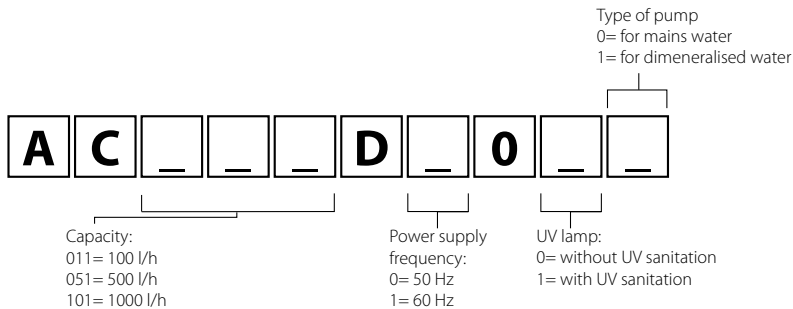 Type of pump
0= for mains water
1= for dimeneralised water
A C _ _ _ D _ 0 _ _
Capacity:
011= 100 l/h
051= 500 l/h
101= 1000 l/h
Power supply
frequency:
0= 50 Hz
1= 60 Hz
UV lamp:
0= without UV sanitation
1= with UV sanitation